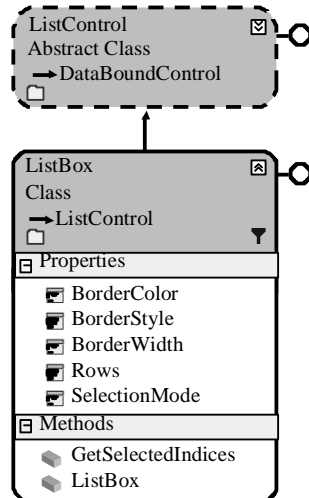 ListControl
Abstract Class
DataBoundControl
ListBox
Class
ListControl
Properties
BorderColor
BorderStyle
BorderWidth
Rows
SelectionMode
Methods
GetSelectedIndices
ListBox